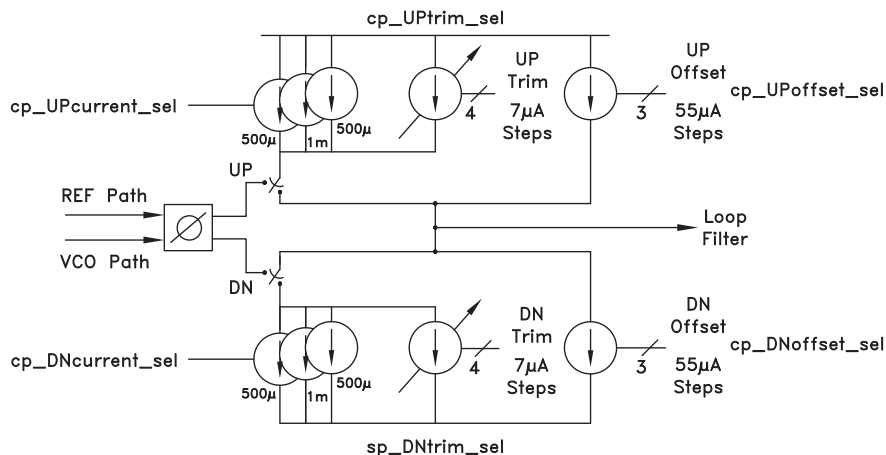 cp_UPtrim_sel
cp_UPcurrent_sel
500μ
1m
500μ
4
UP
Trim
7μA
Steps
3
UP
Offset
55μA
Steps
cp_UPoffset_sel
UP
REF Path
VCO Path
DN
Loop
Filter
cp_DNcurrent_sel
500μ
1m
500μ
4
DN
Trim
7μA
Steps
3
DN
Offset
55μA
Steps
cp_DNoffset_sel
sp_DNtrim_sel